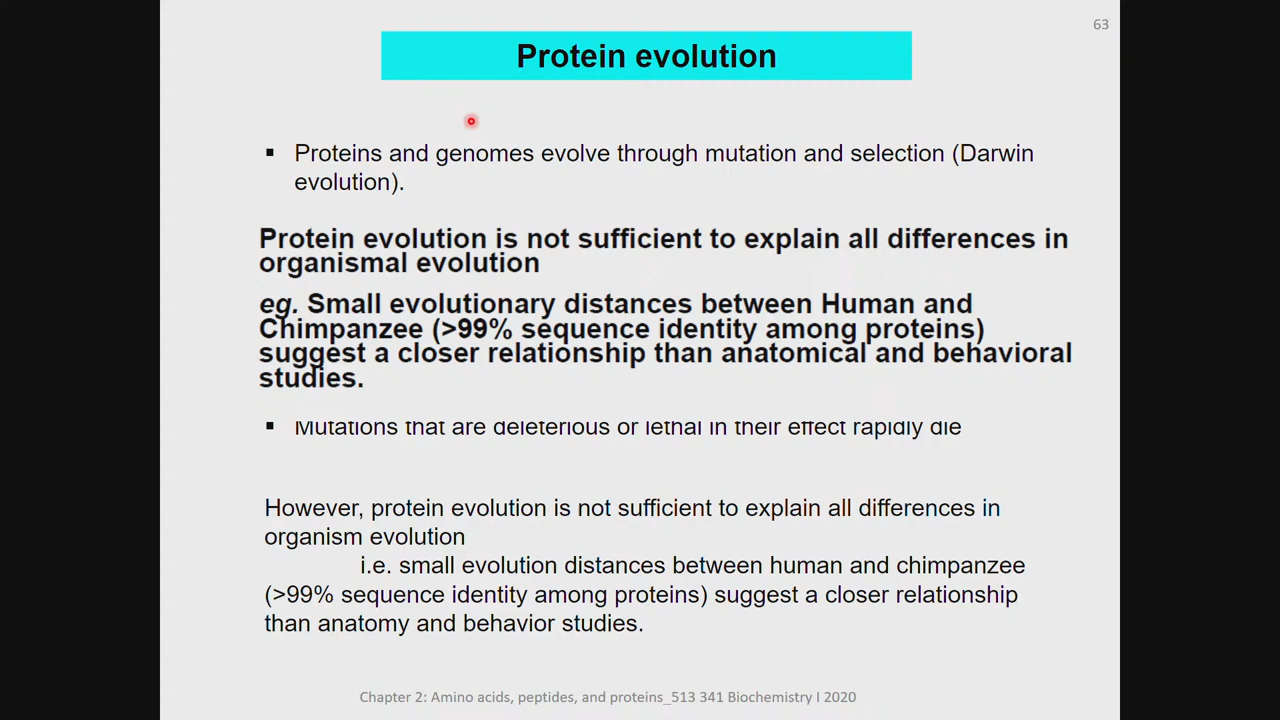 63
Protein evolution
▪ Proteins and genomes evolve through mutation and selection (Darwin
evolution).
Protein evolution is not sufficient to explain all differences in
organismal evolution
eg. Small evolutionary distances between Human and
Chimpanzee (>99% sequence identity among proteins)
suggest a closer relationship than anatomical and behavioral
studies.
▪ Mutations that are deleterious or lethal in their effect rapidly die
However, protein evolution is not sufficient to explain all differences in
organism evolution
i.e. small evolution distances between human and chimpanzee
(>99% sequence identity among proteins) suggest a closer relationship
than anatomy and behavior studies.
Chapter 2: Amino acids, peptides, and proteins_513 341 Biochemistry I 2020